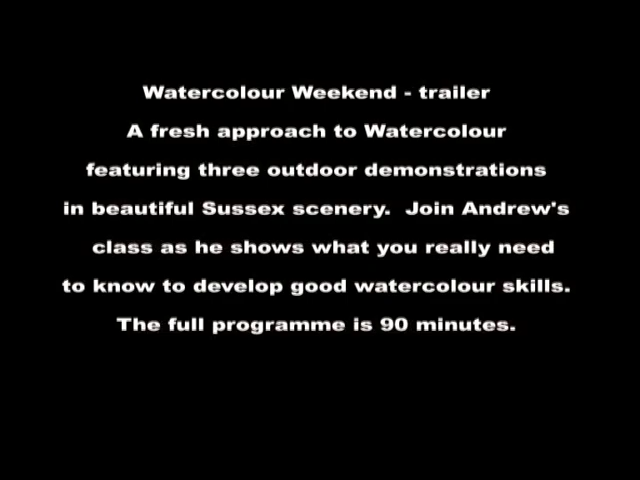 Watercolour Weekend - trailer
A fresh approach to Watercolour
featuring three outdoor demonstrations
in beautiful Sussex scenery.  Join Andrew's
class as he shows what you really need
to know to develop good watercolour skills.
The full programme is 90 minutes.